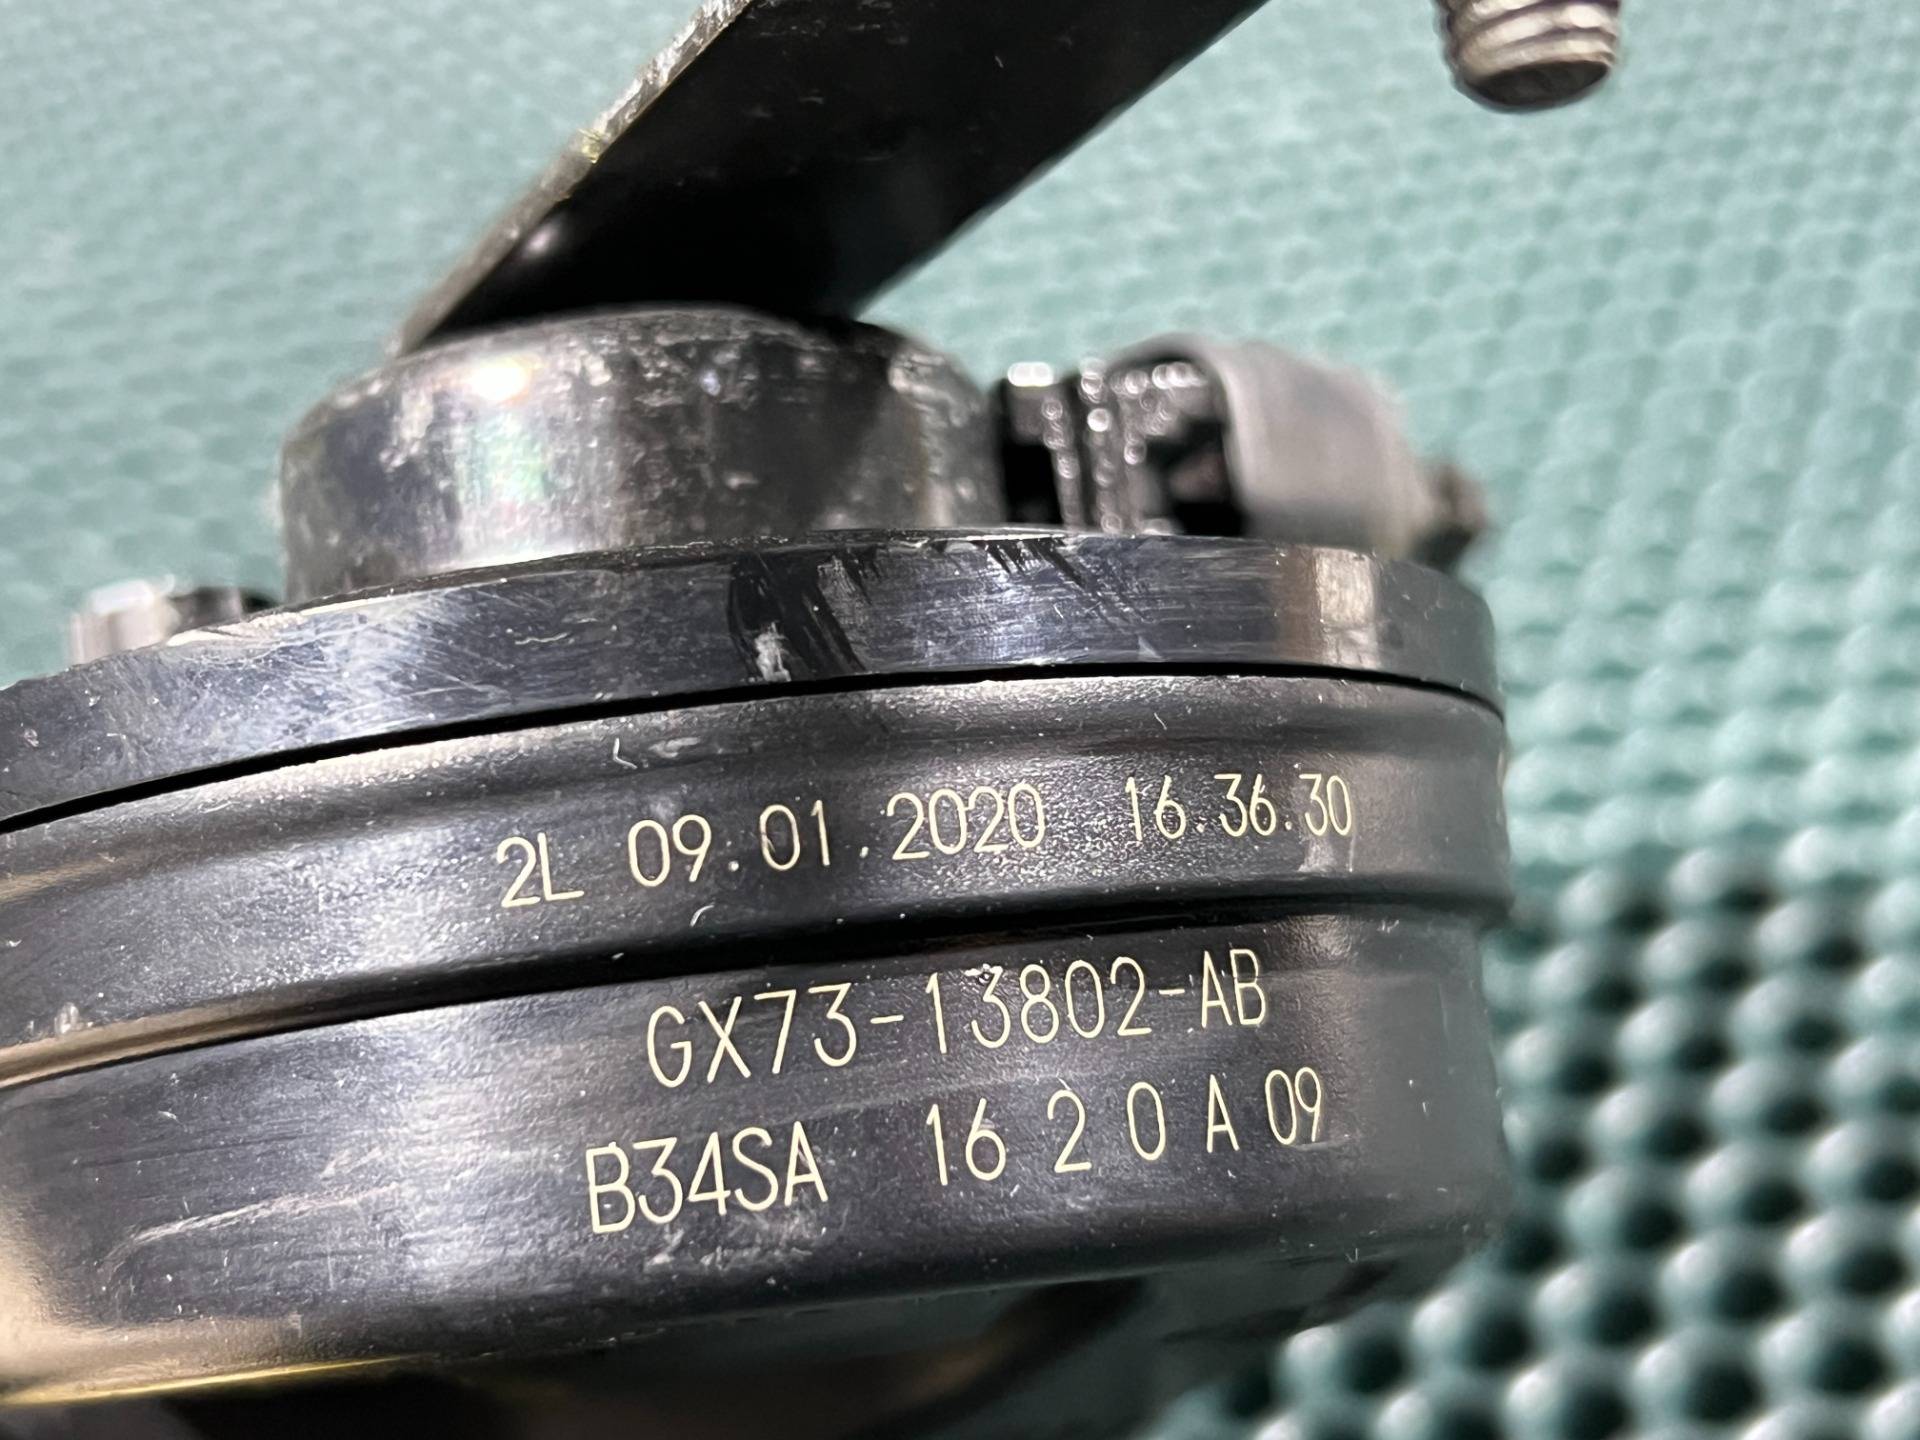 2L 09.01.2020 16.36.30
GX73-13802-AB
B34SA 16 2 0 A 09